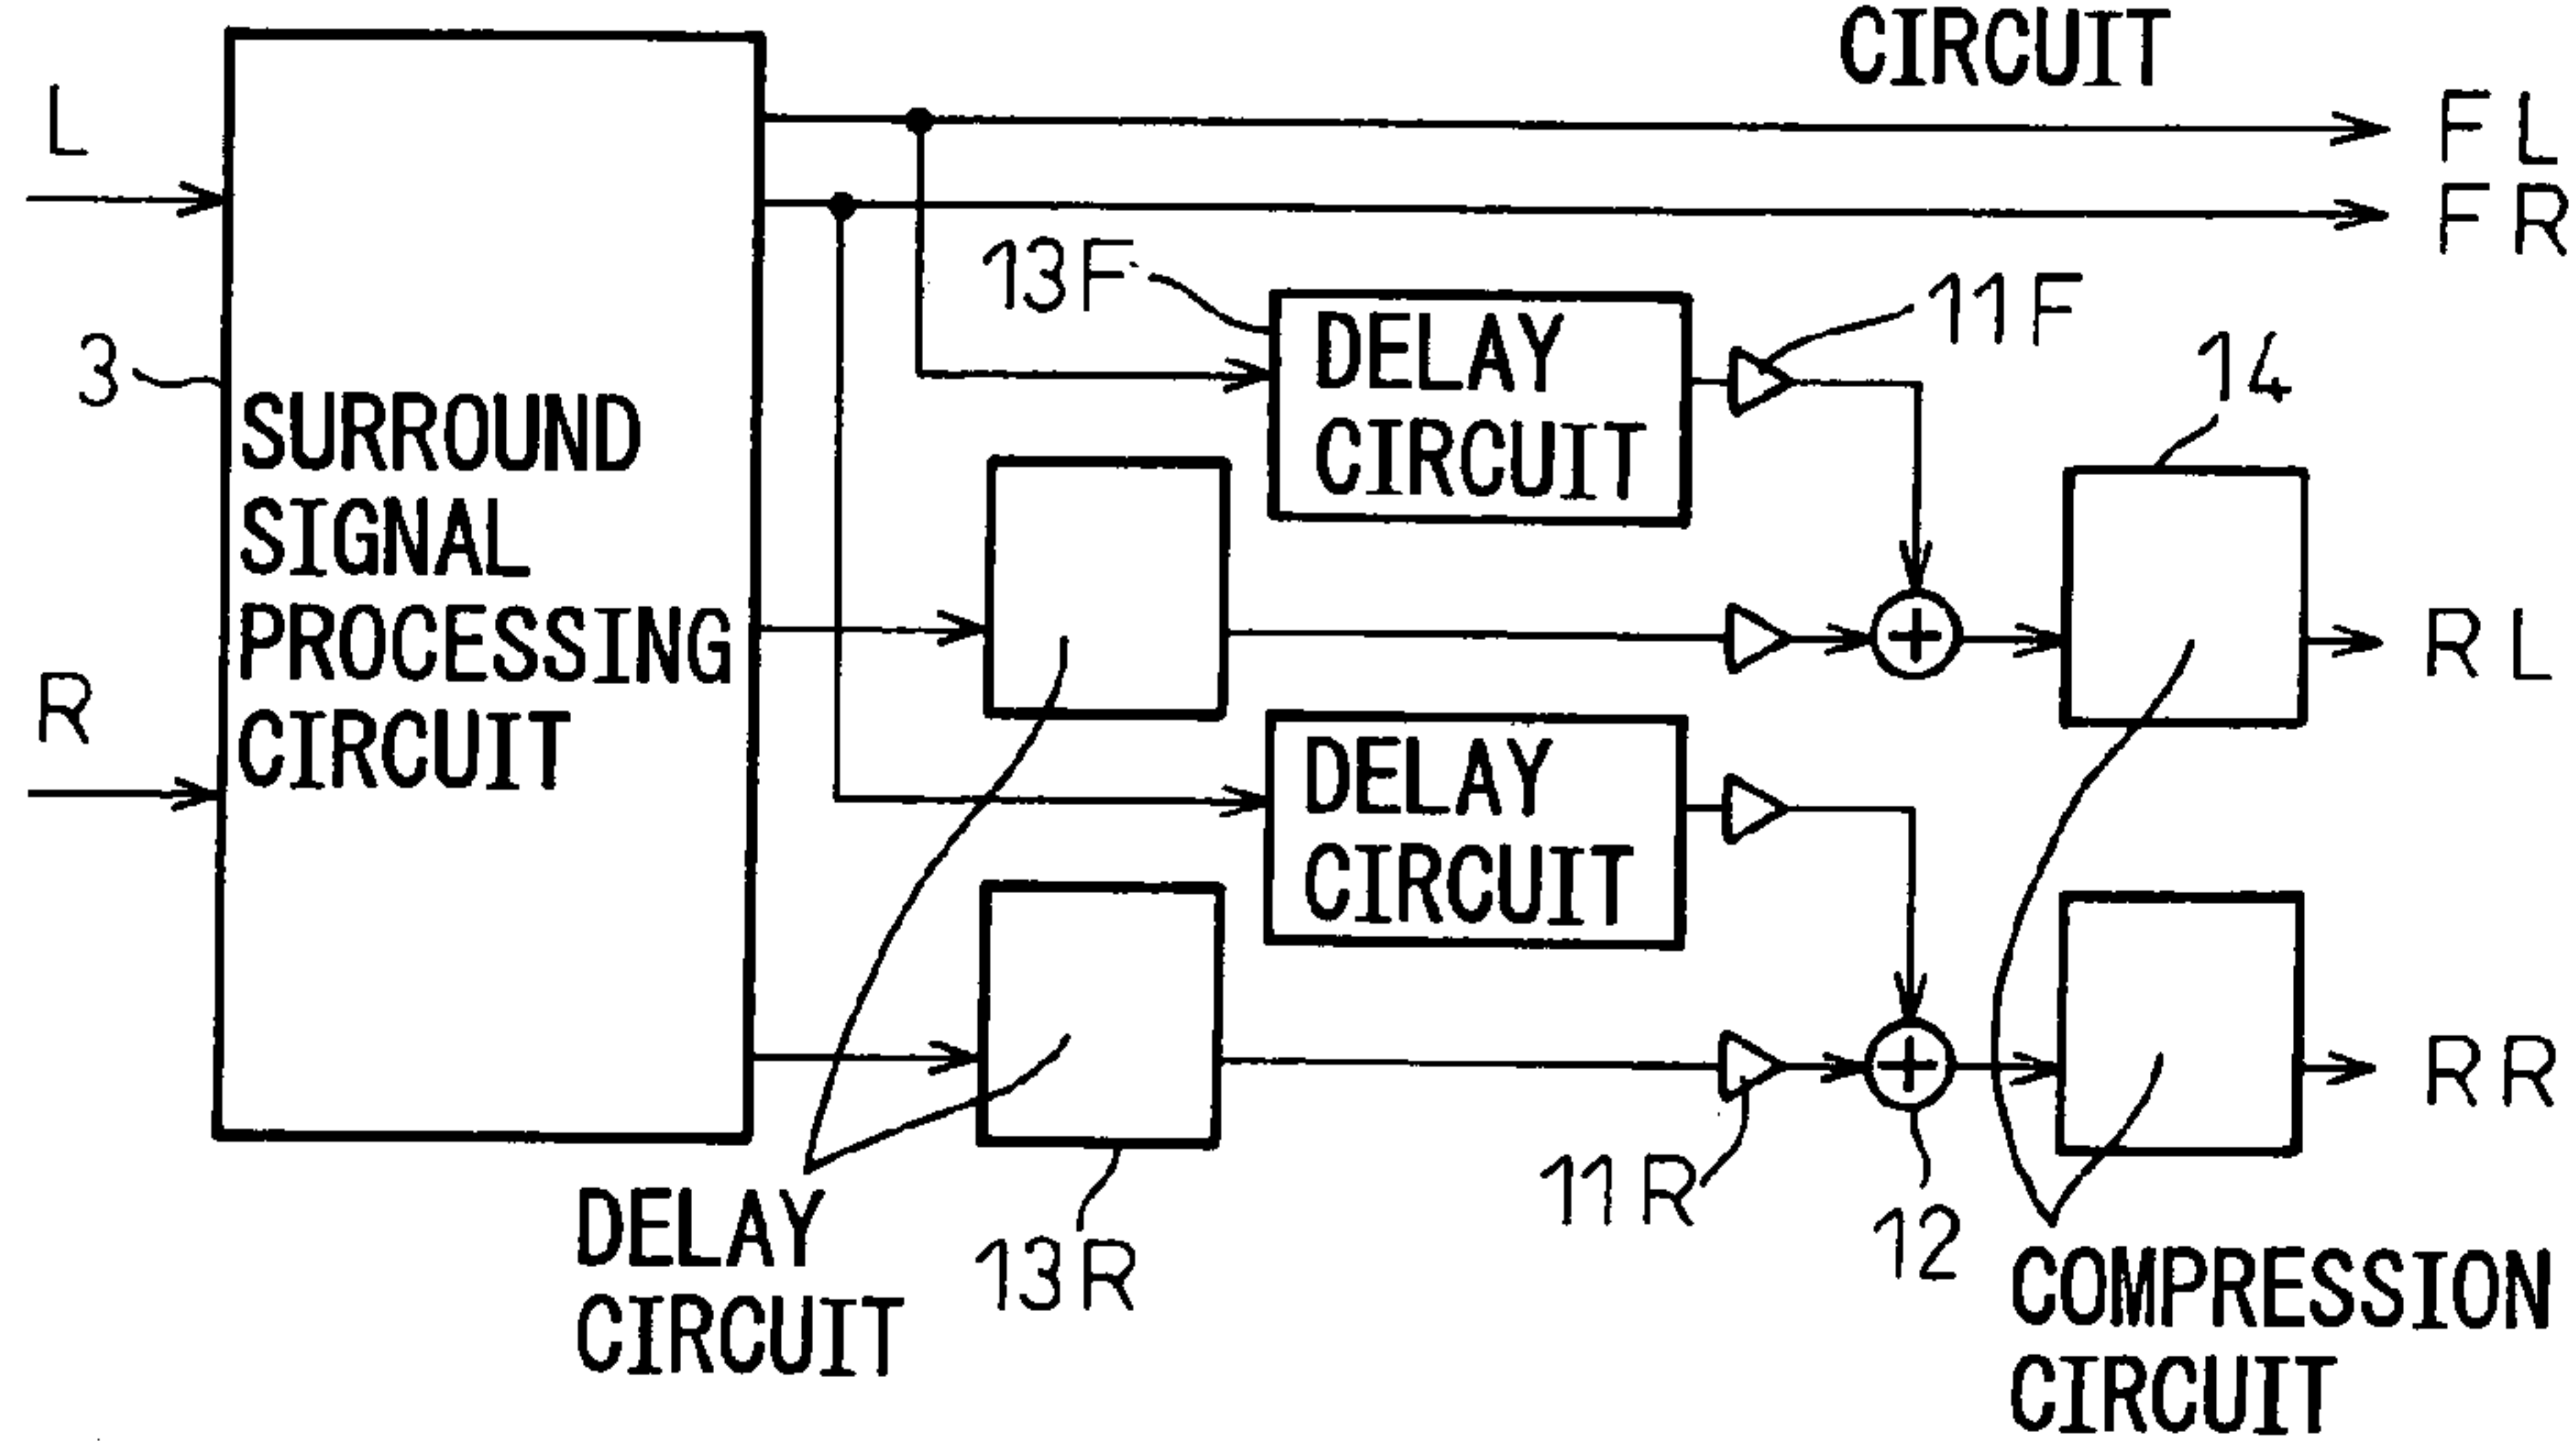 CIRCUIT
L
FL
FR
13F
11F
DELAY
CIRCUIT
14
3
SURROUND
SIGNAL
PROCESSING
CIRCUIT
RL
R
DELAY
CIRCUIT
RR
11R
12
DELAY
CIRCUIT
13R
COMPRESSION
CIRCUIT